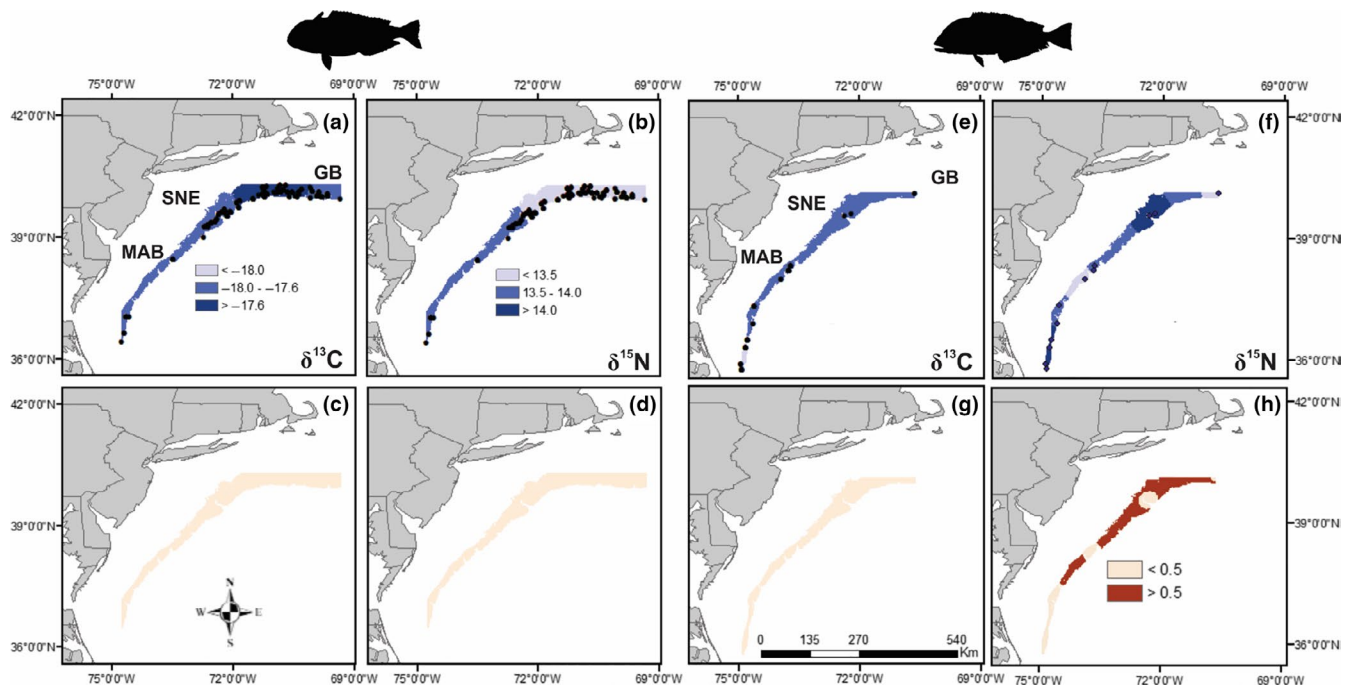 75°0'0"W 72°0'0"W 69°0'0"W 75°0'0"W 72°0'0"W 69°0'0"W 75°0'0"W 72°0'0"W 69°0'0"W 75°0'0"W 72°0'0"W 69°0'0"W
42°0'0"N (a) (b) (e) (f) 42°0'0"N
GB GB
SNE SNE
39°0'0"N MAB MAB 39°0'0"N
< –18.0 < 13.5
–18.0 - –17.6 13.5 - 14.0
> –17.6 > 14.0
36°0'0"N δ¹³C δ¹⁵N δ¹³C δ¹⁵N 36°0'0"N
42°0'0"N (c) (d) (g) (h) 42°0'0"N
39°0'0"N 39°0'0"N
< 0.5
> 0.5
N
W E
S
0 135 270 540
Km
36°0'0"N 36°0'0"N
75°0'0"W 72°0'0"W 69°0'0"W 75°0'0"W 72°0'0"W 69°0'0"W 75°0'0"W 72°0'0"W 69°0'0"W 75°0'0"W 72°0'0"W 69°0'0"W